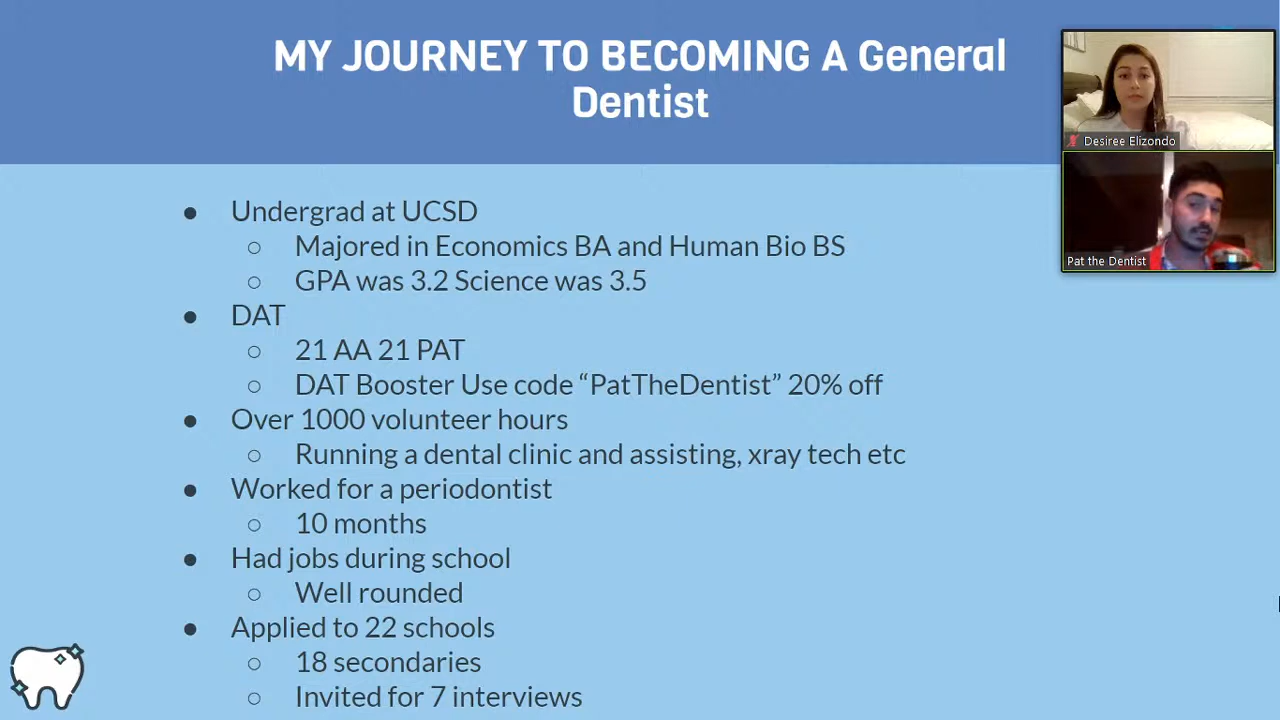 MY JOURNEY TO BECOMING A General
Dentist
Desiree Elizondo
Pat the Dentist
● Undergrad at UCSD
○ Majored in Economics BA and Human Bio BS
○ GPA was 3.2 Science was 3.5
● DAT
○ 21 AA 21 PAT
○ DAT Booster Use code “PatTheDentist” 20% off
● Over 1000 volunteer hours
○ Running a dental clinic and assisting, xray tech etc
● Worked for a periodontist
○ 10 months
● Had jobs during school
○ Well rounded
● Applied to 22 schools
○ 18 secondaries
○ Invited for 7 interviews